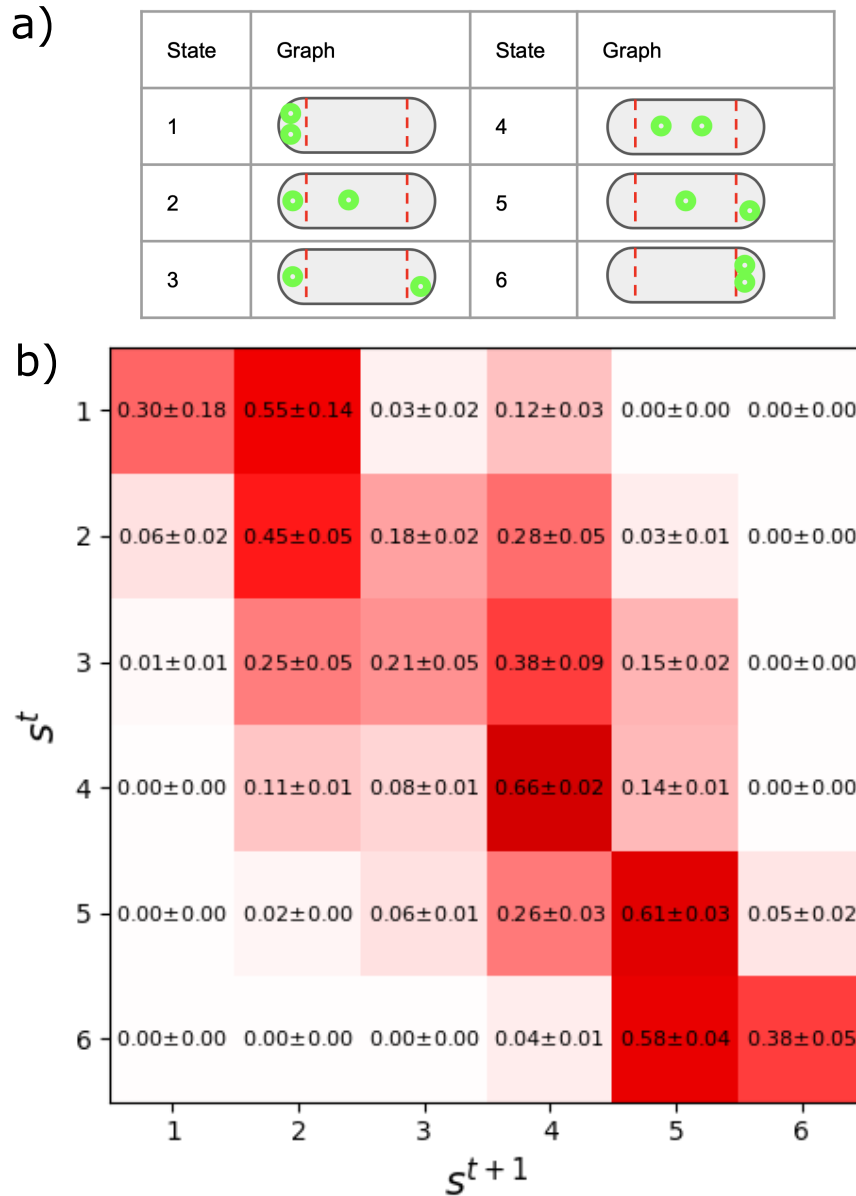 a)
State Graph State Graph
1 4
2 5
3 6
b)
1 0.30±0.18 0.55±0.14 0.03±0.02 0.12±0.03 0.00±0.00 0.00±0.00
2 0.06±0.02 0.45±0.05 0.18±0.02 0.28±0.05 0.03±0.01 0.00±0.00
3 0.01±0.01 0.25±0.05 0.21±0.05 0.38±0.09 0.15±0.02 0.00±0.00
4 0.00±0.00 0.11±0.01 0.08±0.01 0.66±0.02 0.14±0.01 0.00±0.00
5 0.00±0.00 0.02±0.00 0.06±0.01 0.26±0.03 0.61±0.03 0.05±0.02
6 0.00±0.00 0.00±0.00 0.00±0.00 0.04±0.01 0.58±0.04 0.38±0.05
s^t
1 2 3 4 5 6
s^{t+1}